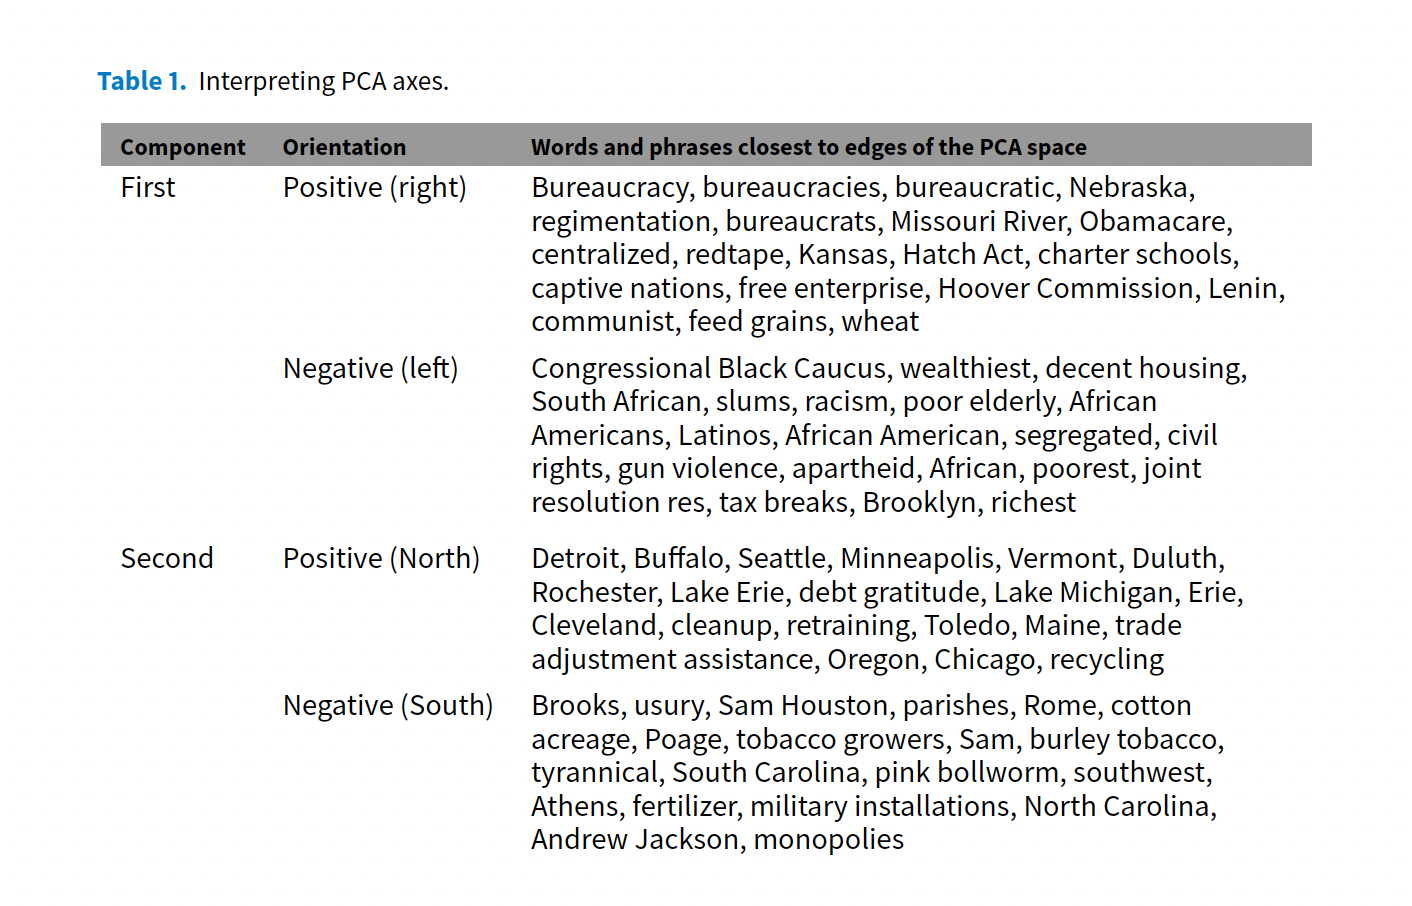 Table 1. Interpreting PCA axes.
Component Orientation Words and phrases closest to edges of the PCA space
First Positive (right) Bureaucracy, bureaucracies, bureaucratic, Nebraska,
regimentation, bureaucrats, Missouri River, Obamacare,
centralized, redtape, Kansas, Hatch Act, charter schools,
captive nations, free enterprise, Hoover Commission, Lenin,
communist, feed grains, wheat
Negative (left) Congressional Black Caucus, wealthiest, decent housing,
South African, slums, racism, poor elderly, African
Americans, Latinos, African American, segregated, civil
rights, gun violence, apartheid, African, poorest, joint
resolution res, tax breaks, Brooklyn, richest
Second Positive (North) Detroit, Buffalo, Seattle, Minneapolis, Vermont, Duluth,
Rochester, Lake Erie, debt gratitude, Lake Michigan, Erie,
Cleveland, cleanup, retraining, Toledo, Maine, trade
adjustment assistance, Oregon, Chicago, recycling
Negative (South) Brooks, usury, Sam Houston, parishes, Rome, cotton
acreage, Poage, tobacco growers, Sam, burley tobacco,
tyrannical, South Carolina, pink bollworm, southwest,
Athens, fertilizer, military installations, North Carolina,
Andrew Jackson, monopolies